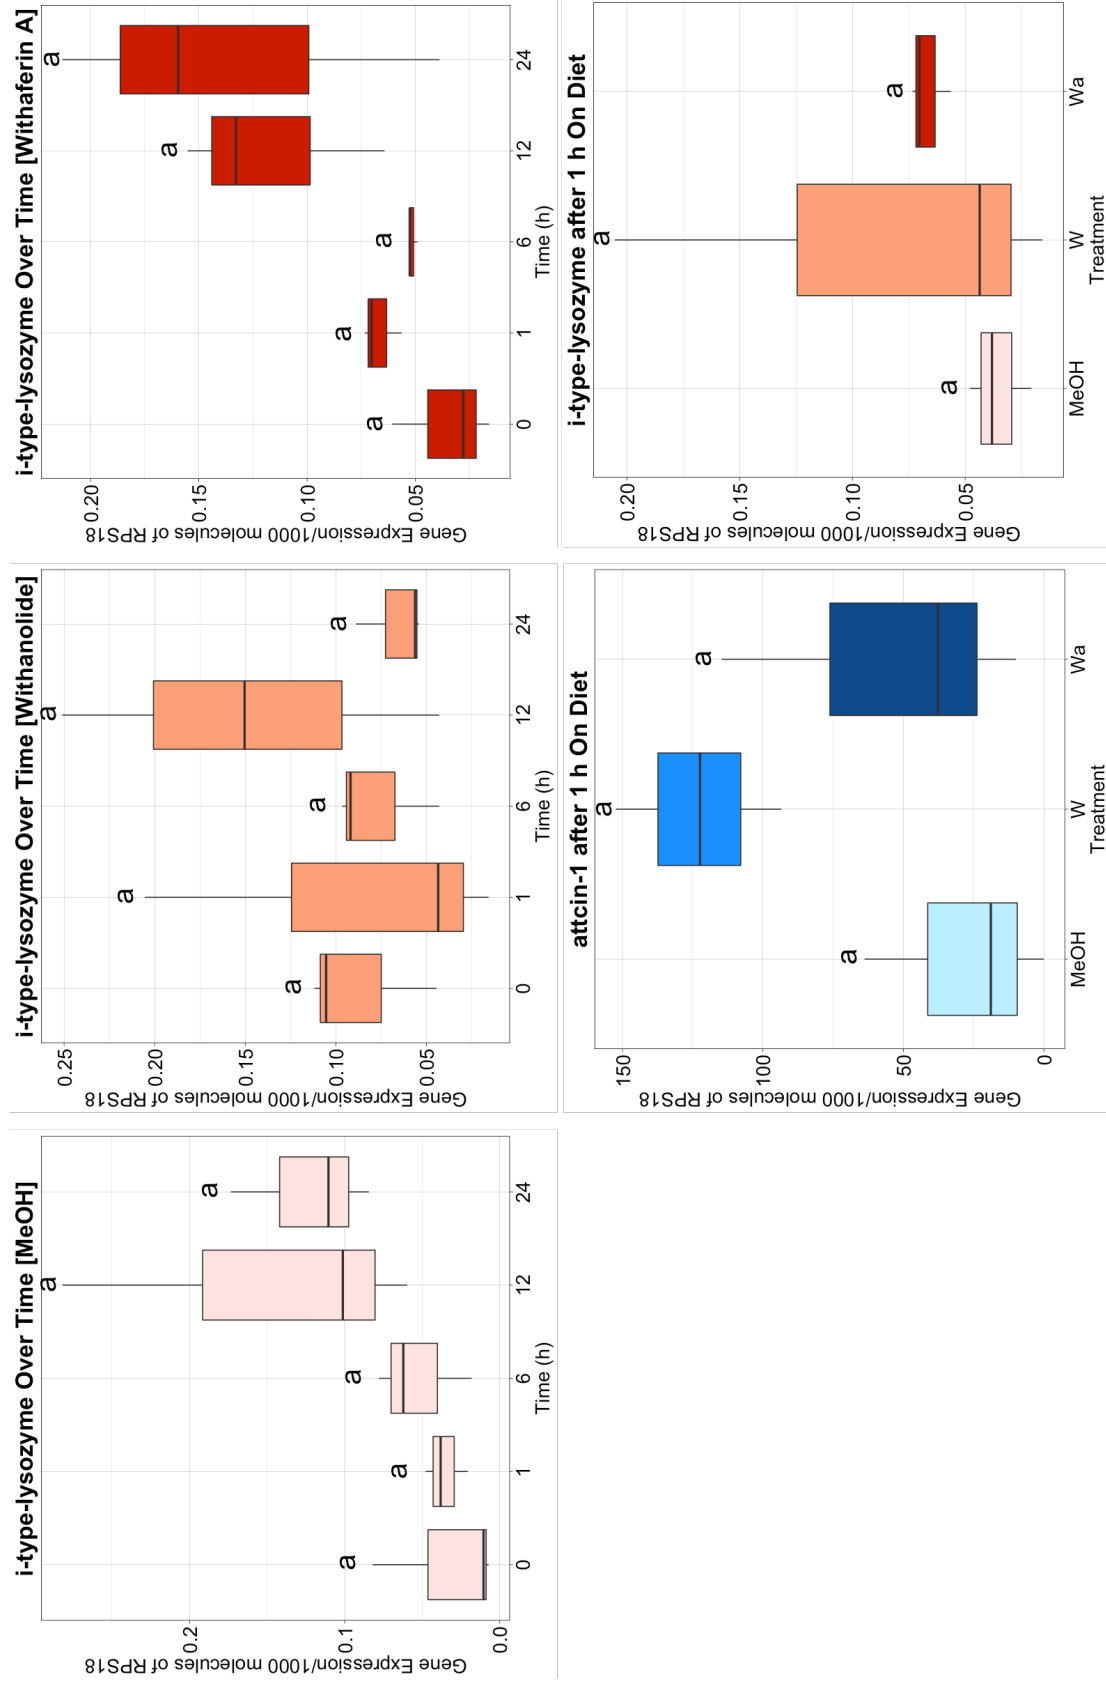 i-type-lysozyme Over Time [MeOH]
Gene Expression/1000 molecules of RPS18
0.2
0.1
0.0
a
a
a
a
a
0
1
6
12
24
Time (h)
i-type-lysozyme Over Time [Withanolide]
Gene Expression/1000 molecules of RPS18
0.25
0.20
0.15
0.10
0.05
a
a
a
a
a
0
1
6
12
24
Time (h)
i-type-lysozyme Over Time [Withaferin A]
Gene Expression/1000 molecules of RPS18
0.20
0.15
0.10
0.05
a
a
a
a
a
0
1
6
12
24
Time (h)
attcin-1 after 1 h On Diet
Gene Expression/1000 molecules of RPS18
150
100
50
0
a
a
a
MeOH
W
Wa
Treatment
i-type-lysozyme after 1 h On Diet
Gene Expression/1000 molecules of RPS18
0.20
0.15
0.10
0.05
a
a
a
MeOH
W
Wa
Treatment